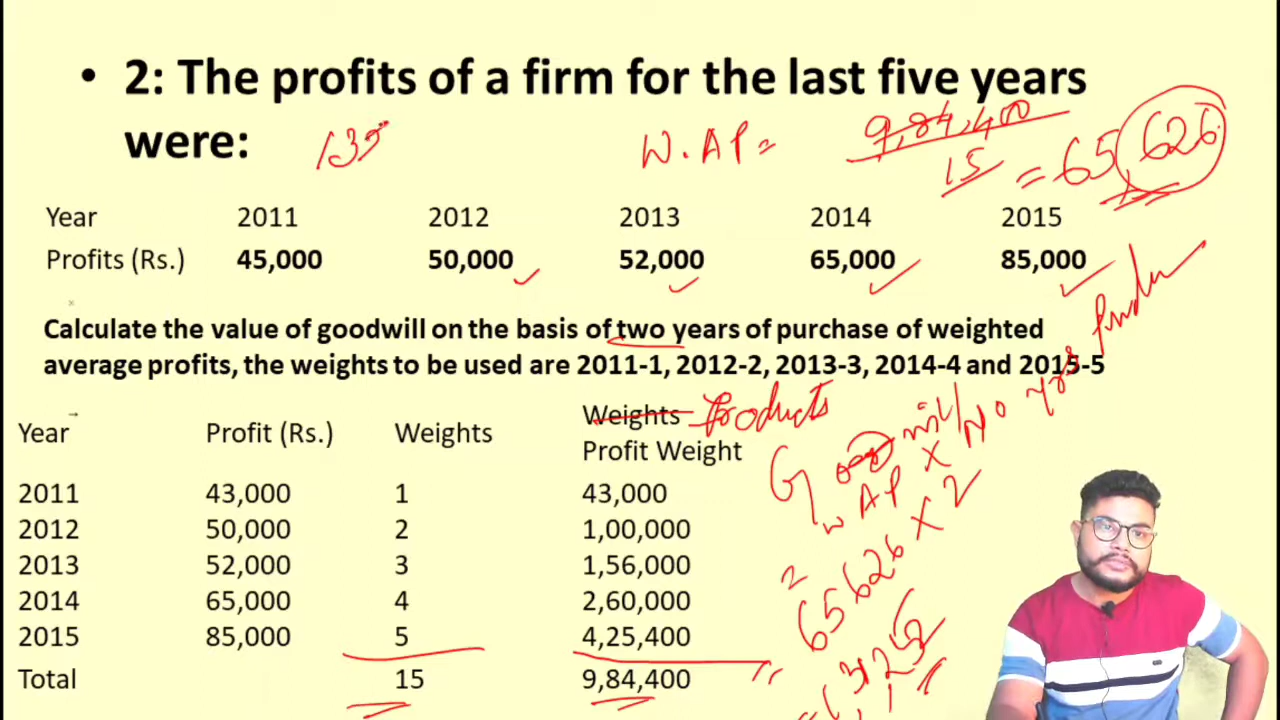 • 2: The profits of a firm for the last five years
were:
W.AP = 9,84,400
15
= 65 626
Year 2011 2012 2013 2014 2015
Profits (Rs.) 45,000 50,000 52,000 65,000 85,000
Calculate the value of goodwill on the basis of two years of purchase of weighted
average profits, the weights to be used are 2011-1, 2012-2, 2013-3, 2014-4 and 2015-5
Weights Products
Year Profit (Rs.) Weights Profit Weight
2011 43,000 1 43,000
2012 50,000 2 1,00,000
2013 52,000 3 1,56,000
2014 65,000 4 2,60,000
2015 85,000 5 4,25,400
Total 15 9,84,400
WAP X No yrs
65626 X 2